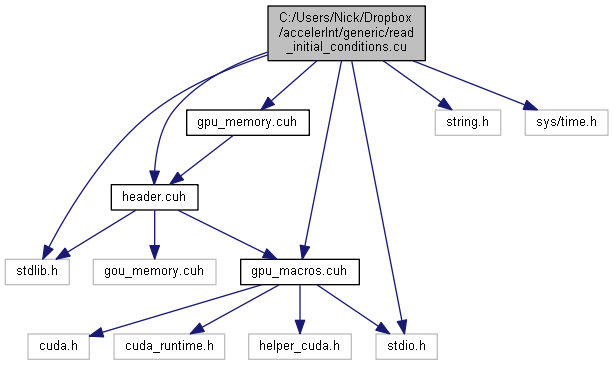 C:/Users/Nick/Dropbox
/accelerInt/generic/read
_initial_conditions.cu
gpu_memory.cuh
string.h
sys/time.h
header.cuh
stdlib.h
gou_memory.cuh
gpu_macros.cuh
cuda.h
cuda_runtime.h
helper_cuda.h
stdio.h